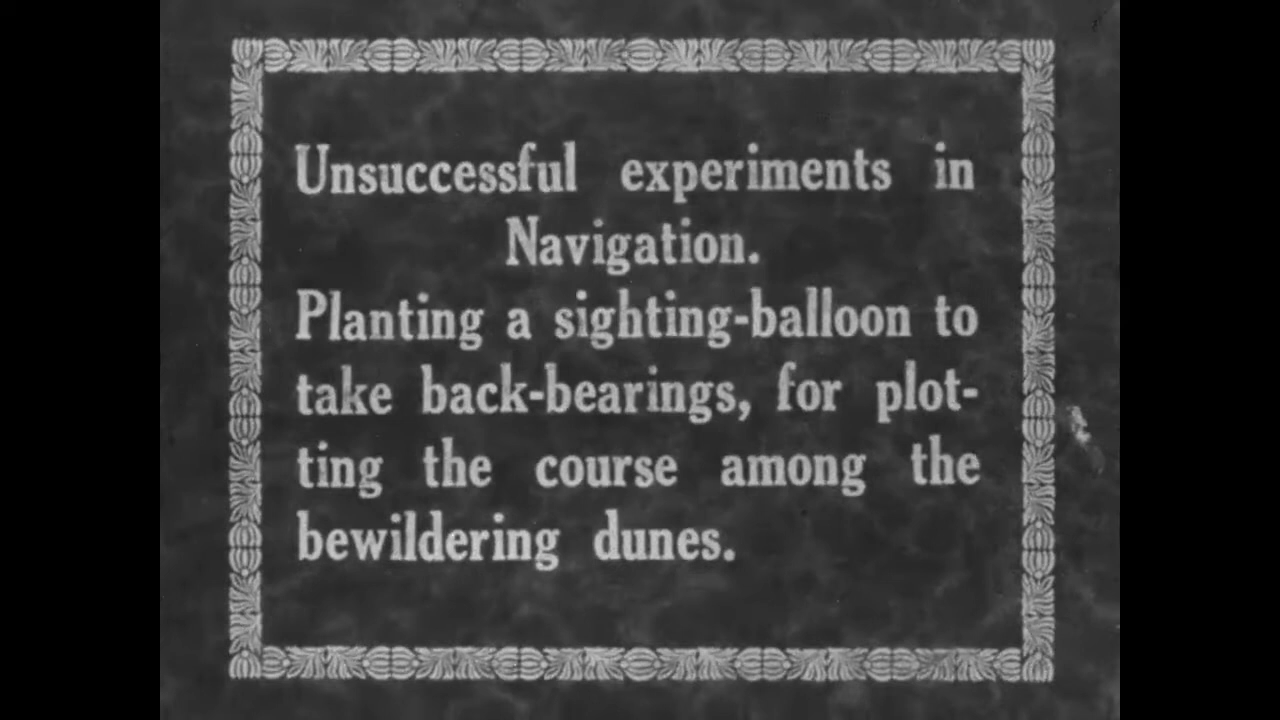 Unsuccessful experiments in
Navigation.
Planting a sighting-balloon to
take back-bearings, for plot-
ting the course among the
bewildering dunes.